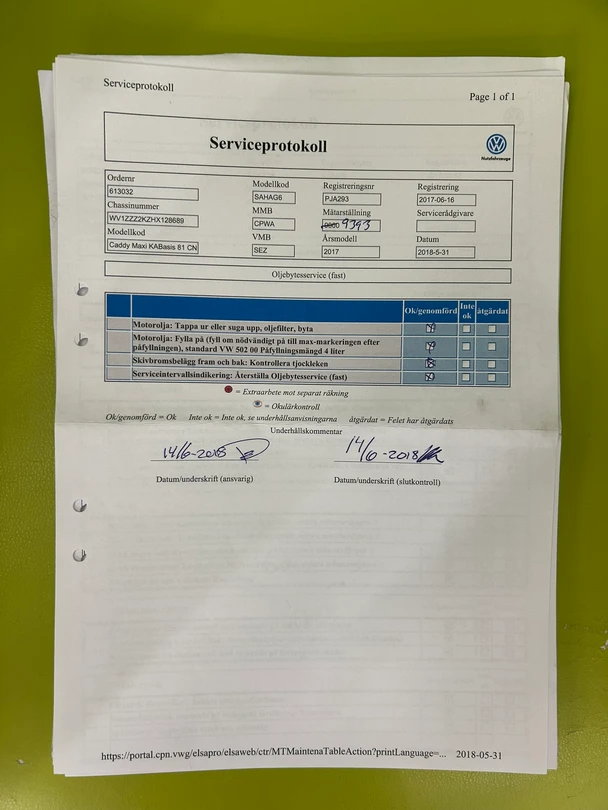 Serviceprotokoll
Page 1 of 1
Serviceprotokoll
Nutzfahrzeuge
Ordernr
613032
Chassinummer
WV1ZZZ2KZHX128689
Modellkod
Caddy Maxi KABasis 81 CN
Modellkod
SAHAG6
MMB
CPWA
VMB
SEZ
Registreringsnr
PJA293
Mätarställning
0000 9393
Årsmodell
2017
Registrering
2017-06-16
Servicerådgivare
Datum
2018-5-31
Oljebytesservice (fast)
Ok/genomförd Inte ok åtgärdat
Motorolja: Tappa ur eller suga upp, oljefilter, byta
Motorolja: Fylla på (fyll om nödvändigt på till max-markeringen efter
påfyllningen), standard VW 502 00 Påfyllningsmängd 4 liter
Skivbromsbelägg fram och bak: Kontrollera tjockleken
Serviceintervallsindikering: Återställa Oljebytesservice (fast)
= Extraarbete mot separat räkning
= Okulärkontroll
Ok/genomförd = Ok Inte ok = Inte ok, se underhållsanvisningarna åtgärdat = Felet har åtgärdats
Underhållskommentar
14/6-2018
14/6-2018
Datum/underskrift (ansvarig)
Datum/underskrift (slutkontroll)
https://portal.cpn.vwg/elsapro/elsaweb/ctr/MTMaintenaTableAction?printLanguage=... 2018-05-31